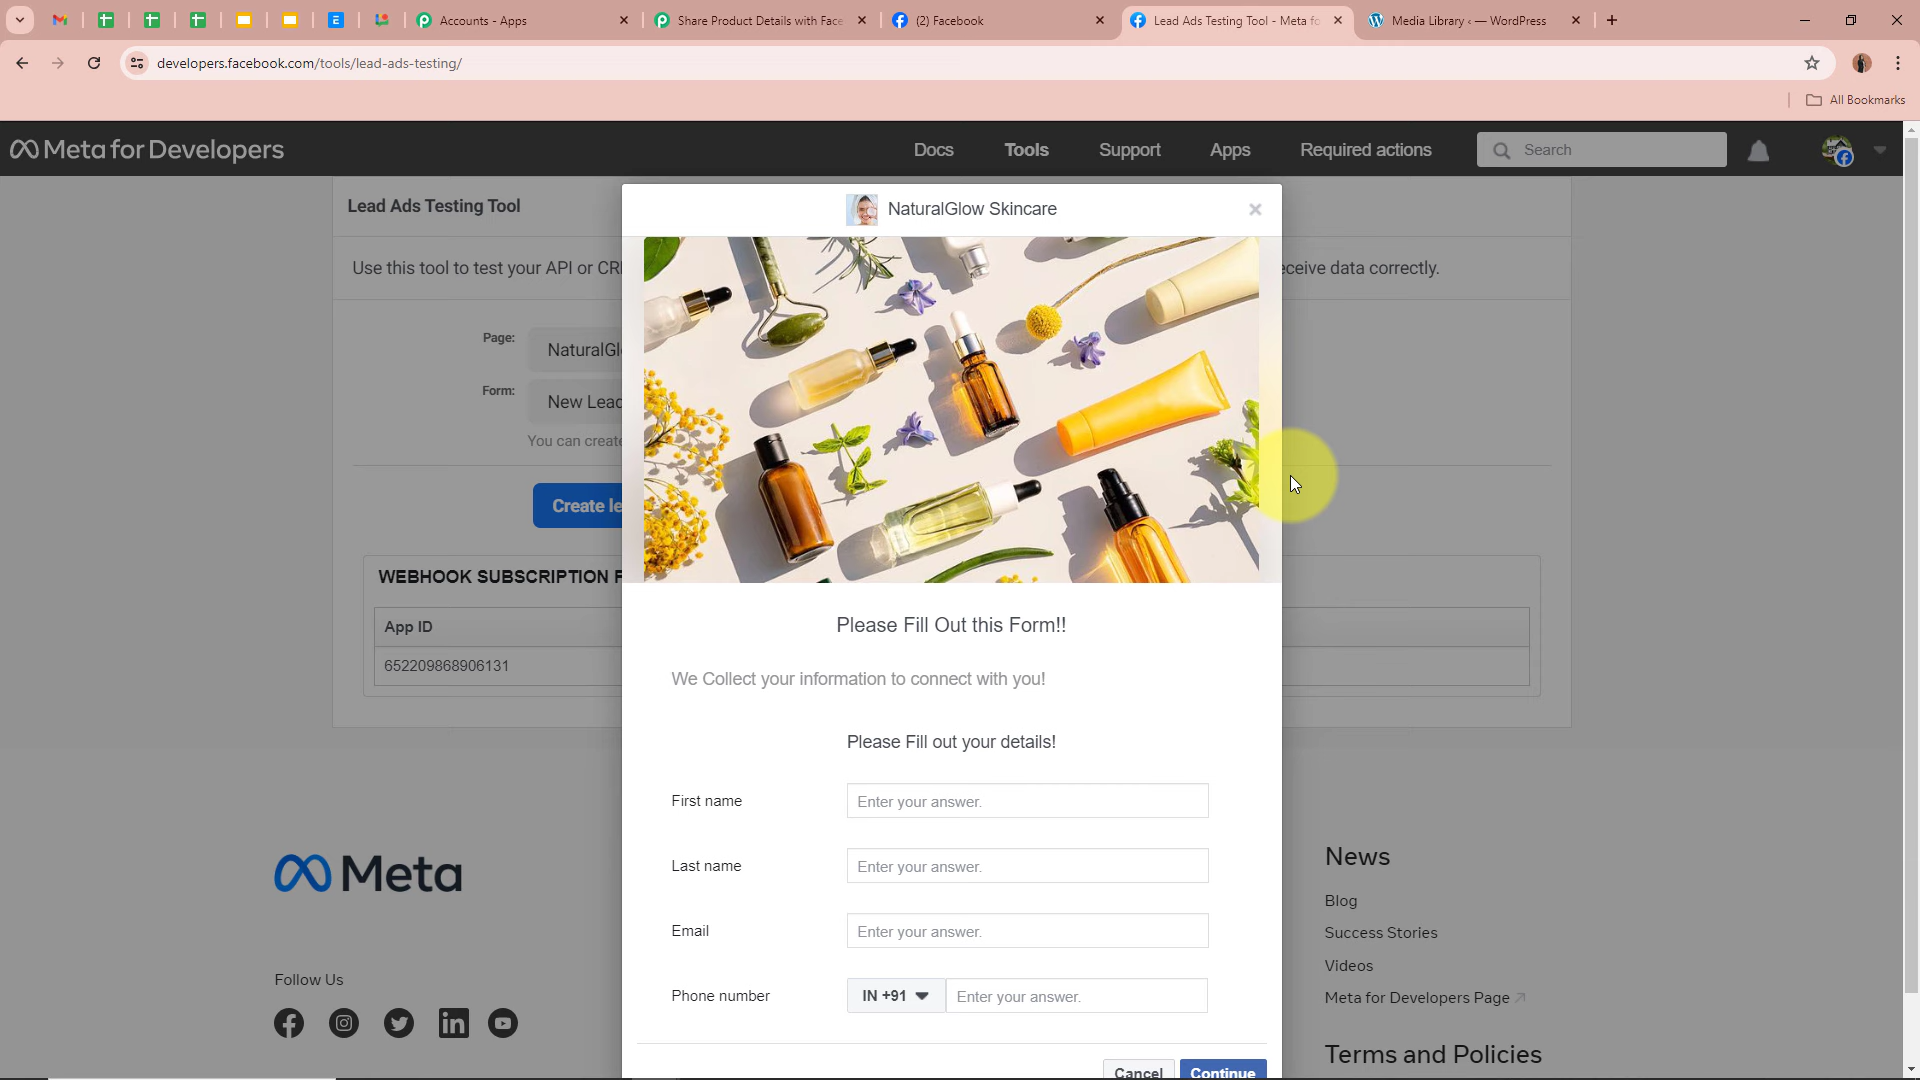 Accounts - Apps
Share Product Details with Face
(2) Facebook
Lead Ads Testing Tool - Meta fo
Media Library ‹ — WordPress
developers.facebook.com/tools/lead-ads-testing/
All Bookmarks
Meta for Developers
Docs
Tools
Support
Apps
Required actions
Search
Lead Ads Testing Tool
NaturalGlow Skincare
Use this tool to test your API or CR
eceive data correctly.
Page:
NaturalGl
Form:
New Lead
You can create
Create le
WEBHOOK SUBSCRIPTION F
App ID
652209868906131
Please Fill Out this Form!!
We Collect your information to connect with you!
Please Fill out your details!
First name
Enter your answer.
Last name
Enter your answer.
Email
Enter your answer.
Phone number
IN +91
Enter your answer.
Cancel
Continue
Meta
Follow Us
News
Blog
Success Stories
Videos
Meta for Developers Page
Terms and Policies